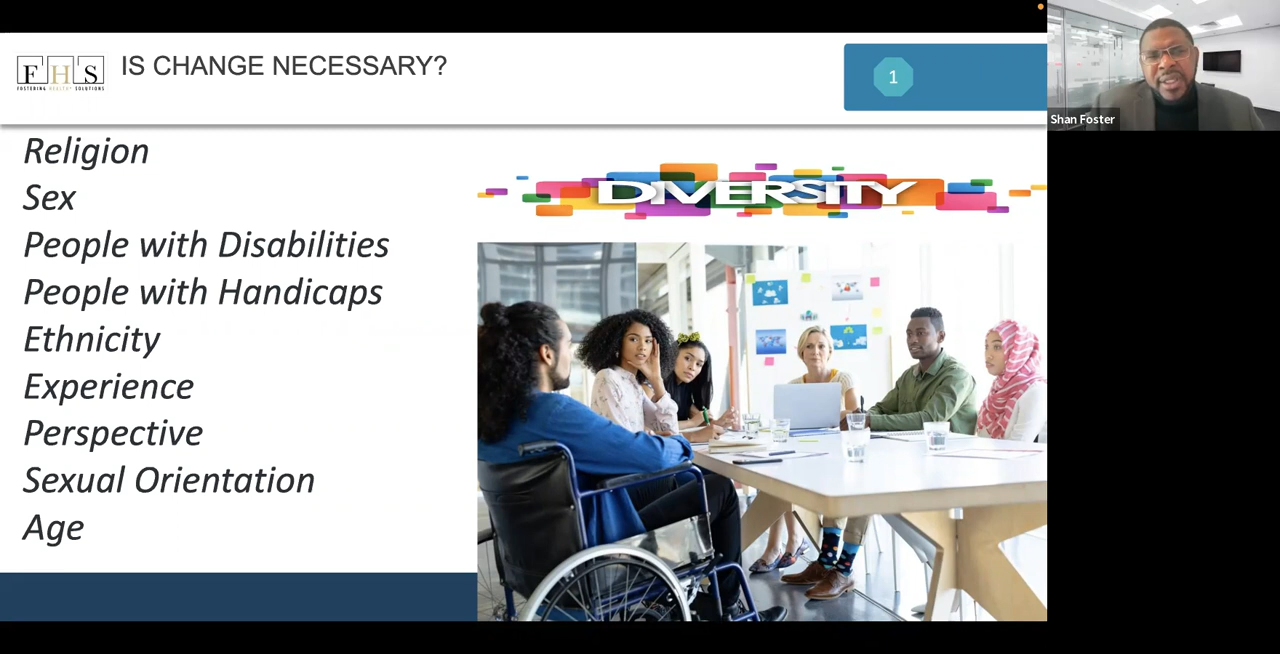 FHS
FOSTERING HEALTHY SOLUTIONS
IS CHANGE NECESSARY?
1
Shan Foster
Religion
Sex
People with Disabilities
People with Handicaps
Ethnicity
Experience
Perspective
Sexual Orientation
Age
DIVERSITY